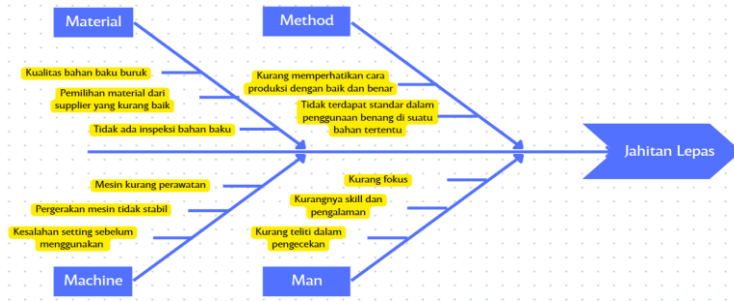 Material
Method
Kualitas bahan baku buruk
Pemilihan material dari
supplier yang kurang baik
Tidak ada inspeksi bahan baku
Kurang memperhatikan cara
produksi dengan baik dan benar
Tidak terdapat standar dalam
penggunaan benang di suatu
bahan tertentu
Jahitan Lepas
Mesin kurang perawatan
Pergerakan mesin tidak stabil
Kesalahan setting sebelum
menggunakan
Kurang fokus
Kurangnya skill dan
pengalaman
Kurang teliti dalam
pengecekan
Machine
Man